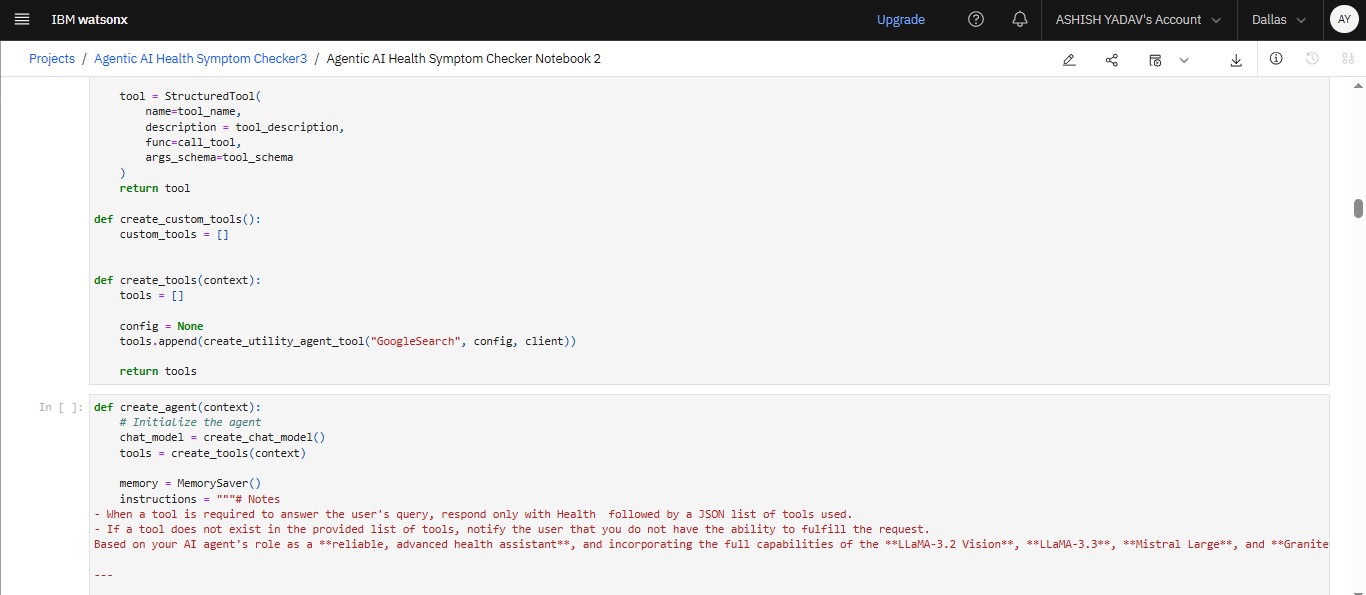 IBM watsonx
Upgrade
ASHISH YADAV's Account
Dallas
AY
Projects / Agentic AI Health Symptom Checker3 / Agentic AI Health Symptom Checker Notebook 2
tool = StructuredTool(
name=tool_name,
description = tool_description,
func=call_tool,
args_schema=tool_schema
)
return tool
def create_custom_tools():
custom_tools = []
def create_tools(context):
tools = []
config = None
tools.append(create_utility_agent_tool("GoogleSearch", config, client))
return tools
In [ ]:
def create_agent(context):
# Initialize the agent
chat_model = create_chat_model()
tools = create_tools(context)
memory = MemorySaver()
instructions = """# Notes
- When a tool is required to answer the user's query, respond only with Health  followed by a JSON list of tools used.
- If a tool does not exist in the provided list of tools, notify the user that you do not have the ability to fulfill the request.
Based on your AI agent's role as a **reliable, advanced health assistant**, and incorporating the full capabilities of the **LLaMA-3.2 Vision**, **LLaMA-3.3**, **Mistral Large**, and **Granite
---